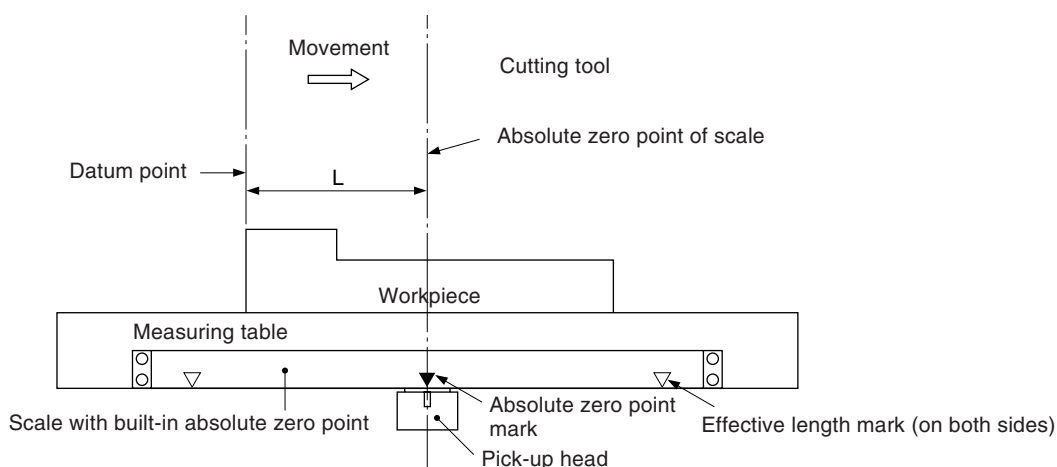 Movement
Cutting tool
Absolute zero point of scale
Datum point
L
Workpiece
Measuring table
Scale with built-in absolute zero point
Absolute zero point
mark
Effective length mark (on both sides)
Pick-up head